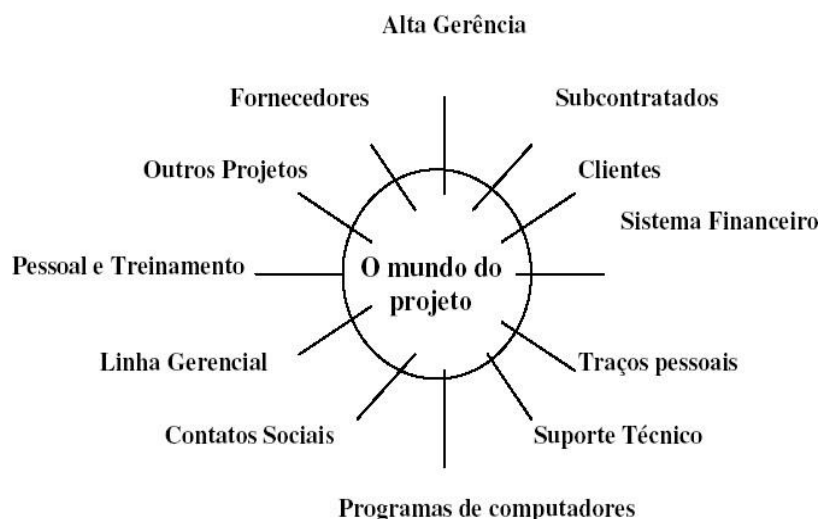 Alta Gerência
Fornecedores
Subcontratados
Outros Projetos
Clientes
Sistema Financeiro
Pessoal e Treinamento
O mundo do
projeto
Linha Gerencial
Traços pessoais
Contatos Sociais
Suporte Técnico
Programas de computadores